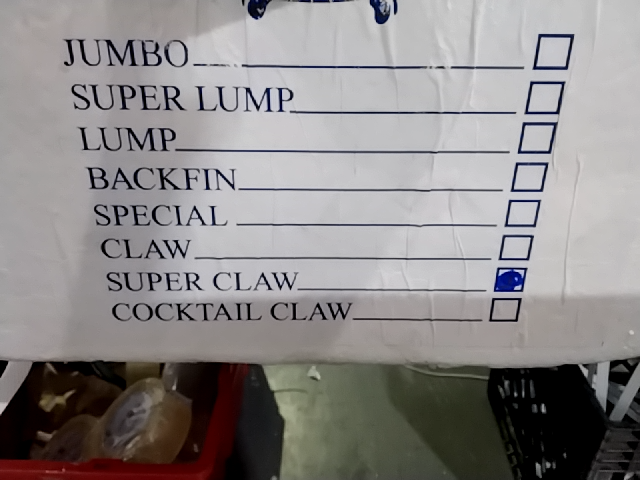 JUMBO
SUPER LUMP
LUMP
BACKFIN
SPECIAL
CLAW
SUPER CLAW
COCKTAIL CLAW